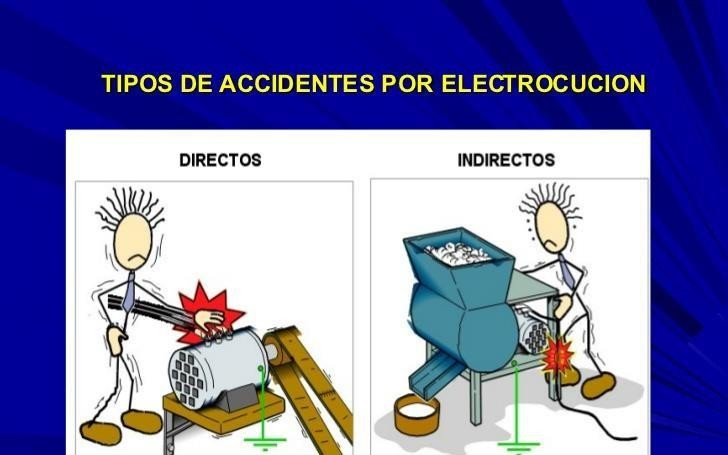 TIPOS DE ACCIDENTES POR ELECTROCUCION
DIRECTOS
INDIRECTOS